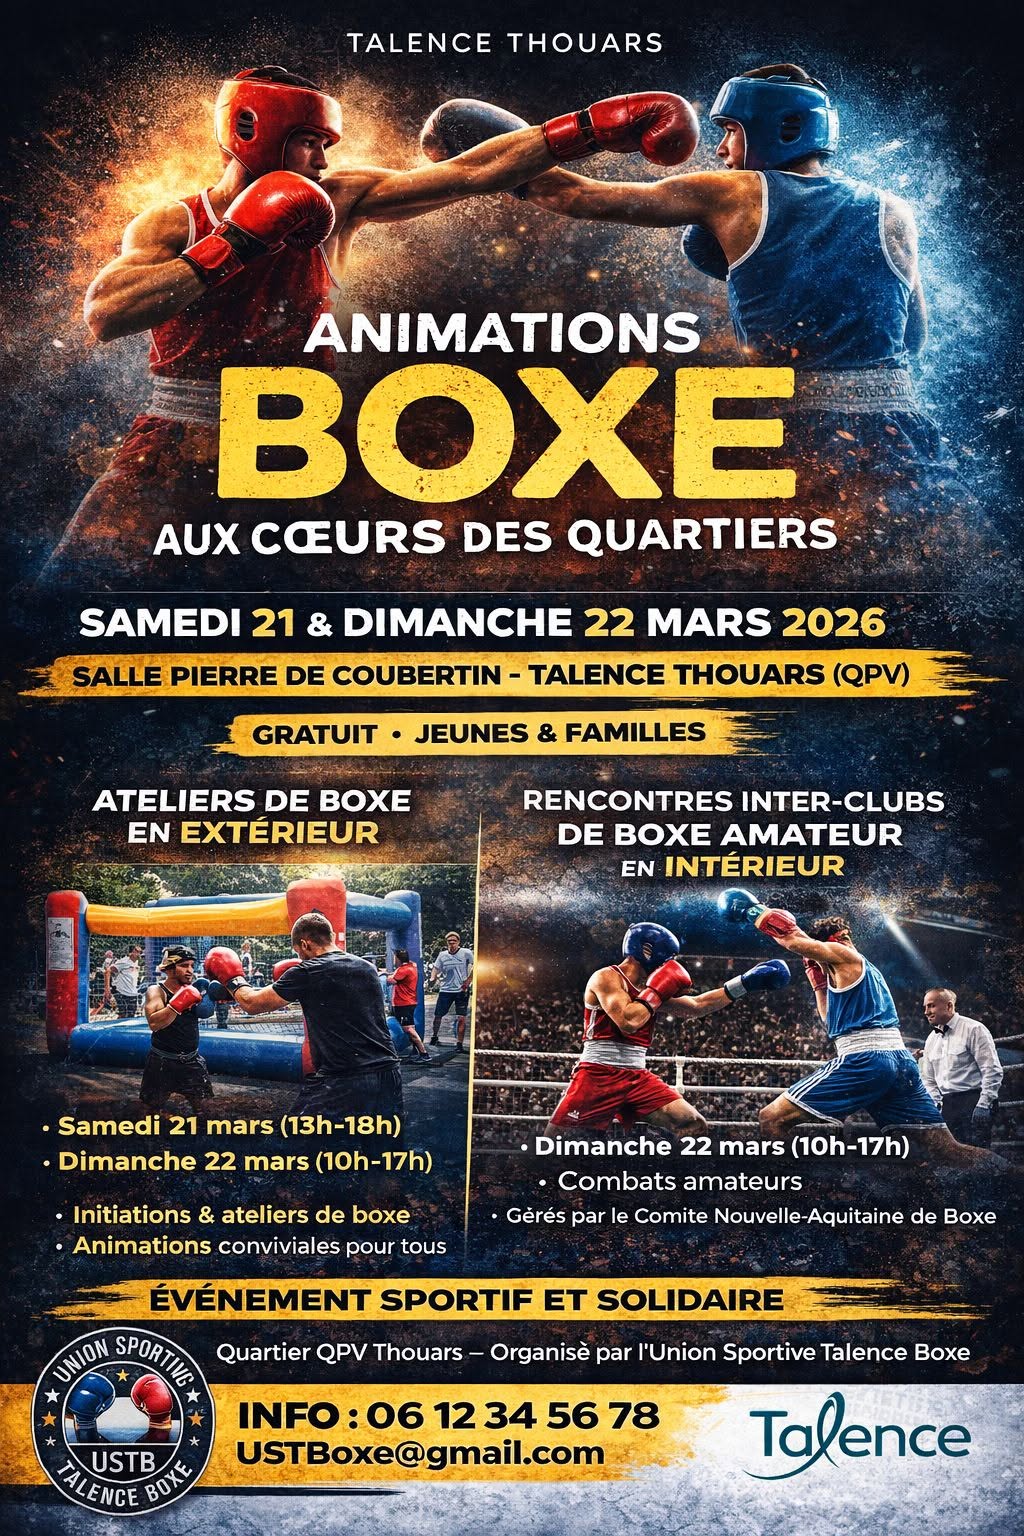 TALENCE THOUARS
ANIMATIONS
BOXE
AUX CŒURS DES QUARTIERS
SAMEDI 21 & DIMANCHE 22 MARS 2026
SALLE PIERRE DE COUBERTIN - TALENCE THOUARS (QPV)
GRATUIT • JEUNES & FAMILLES
ATELIERS DE BOXE
EN EXTÉRIEUR
• Samedi 21 mars (13h-18h)
• Dimanche 22 mars (10h-17h)
• Initiations & ateliers de boxe
• Animations conviviales pour tous
RENCONTRES INTER-CLUBS
DE BOXE AMATEUR
EN INTÉRIEUR
• Dimanche 22 mars (10h-17h)
• Combats amateurs
• Gérés par le Comite Nouvelle-Aquitaine de Boxe
ÉVÉNEMENT SPORTIF ET SOLIDAIRE
Quartier QPV Thouars – Organisè par l'Union Sportive Talence Boxe
UNION SPORTING
USTB
TALENCE BOXE
INFO : 06 12 34 56 78
USTBoxe@gmail.com
Talence